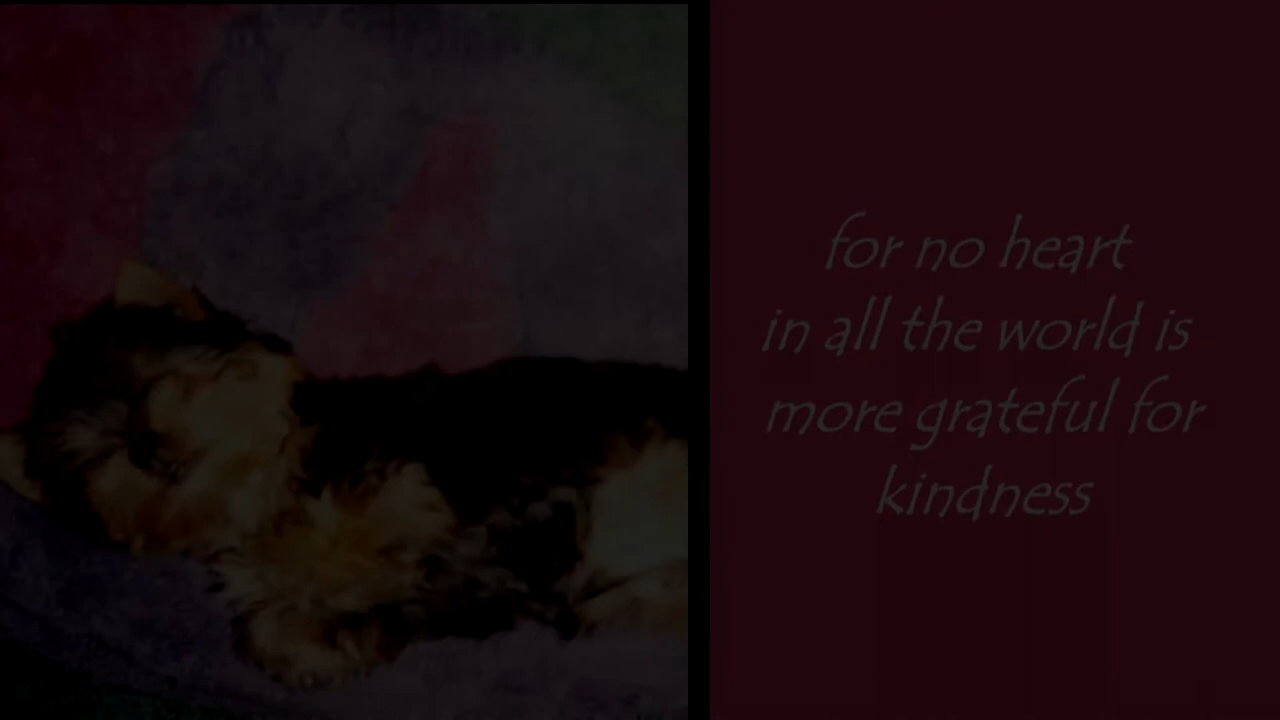 for no heart
in all the world is
more grateful for
kindness